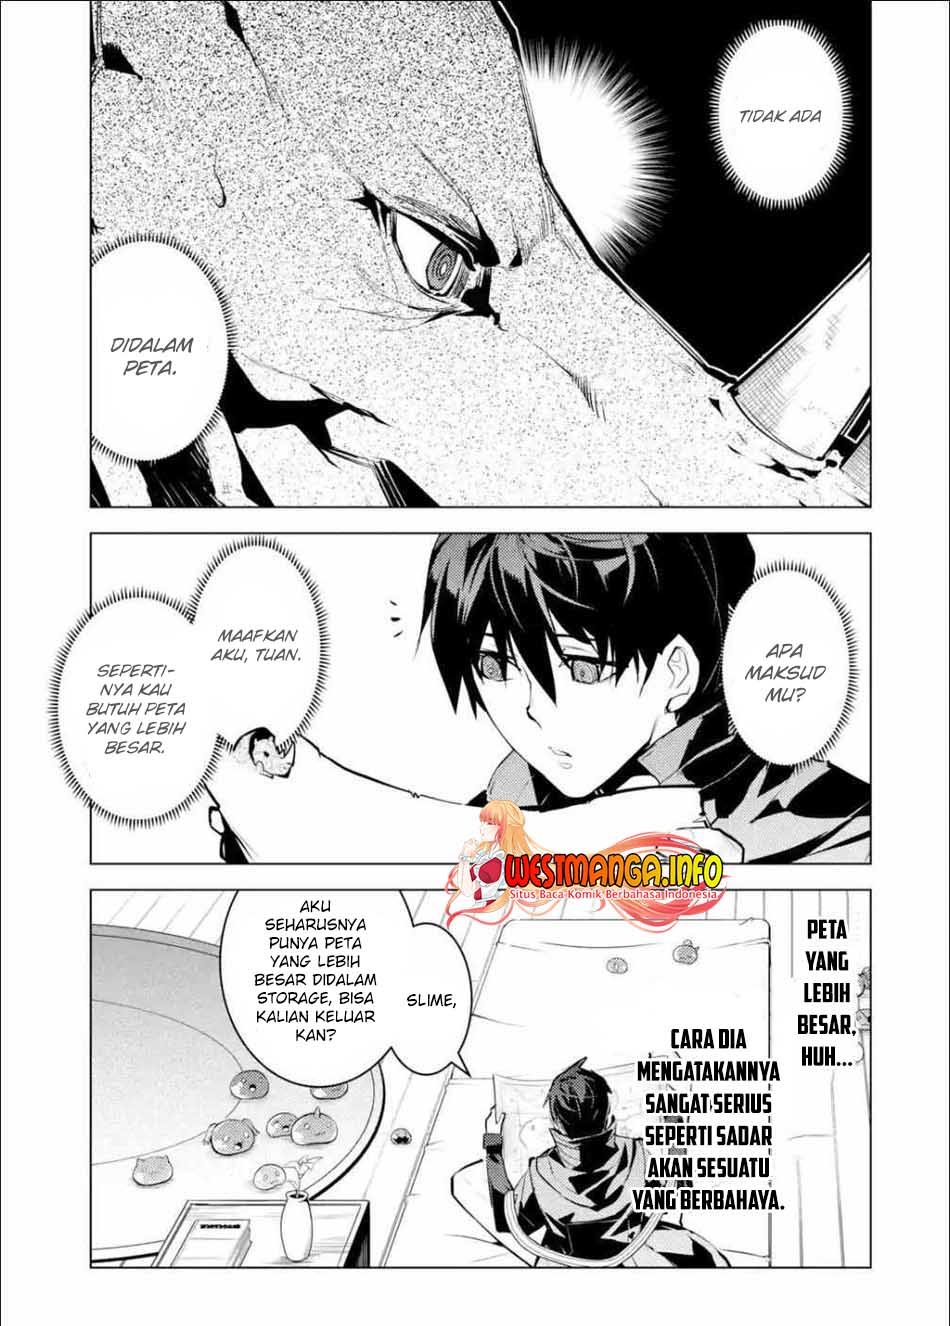 TIDAK ADA
DIDALAM
PETA.
APA
MAKSUD
MU?
MAAFKAN
AKU, TUAN.
SEPERTI-
NYA KAU
BUTUH PETA
YANG LEBIH
BESAR.
WESTMANGA.INFO
Situs Baca Komik Berbahasa Indonesia
PETA
YANG
LEBIH
BESAR,
HUH...
SLIME,
AKU
SEHARUSNYA
PUNYA PETA
YANG LEBIH
BESAR DIDALAM
STORAGE, BISA
KALIAN KELUAR
KAN?
CARA DIA
MENGATAKANNYA
SANGAT SERIUS
SEPERTI SADAR
AKAN SESUATU
YANG BERBAHAYA.